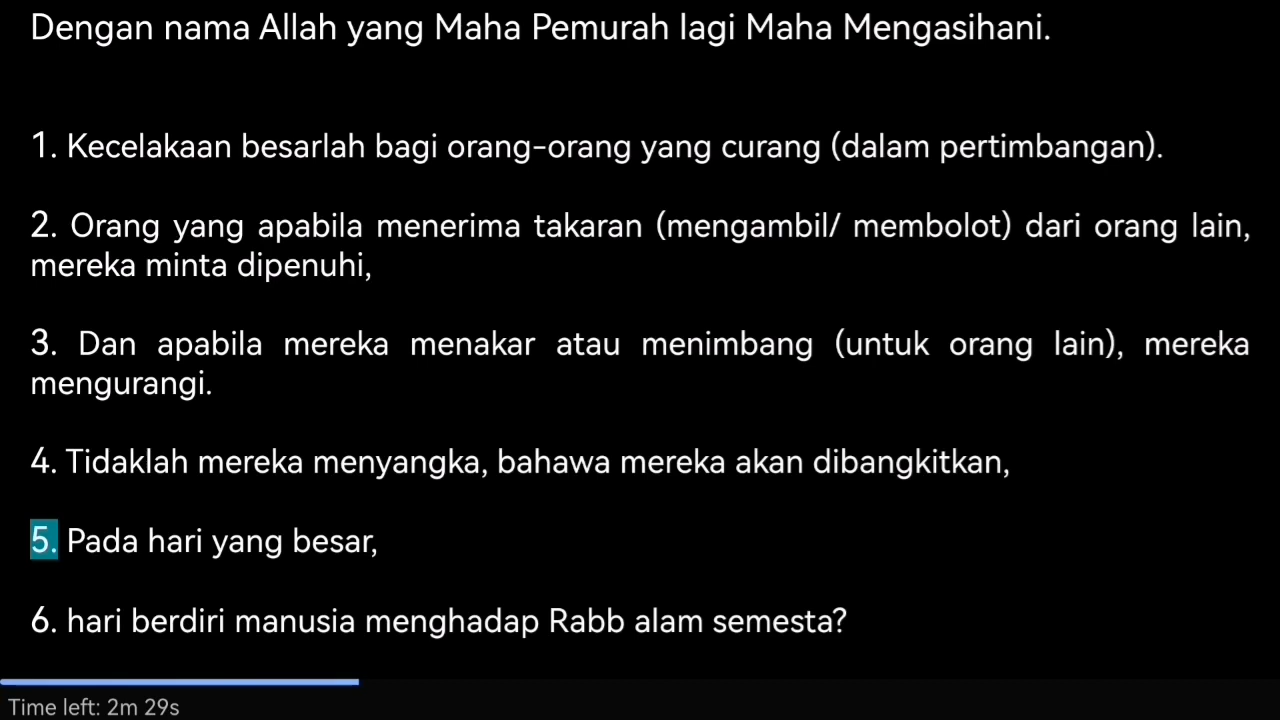 Dengan nama Allah yang Maha Pemurah lagi Maha Mengasihani.
1. Kecelakaan besarlah bagi orang-orang yang curang (dalam pertimbangan).
2. Orang yang apabila menerima takaran (mengambil/ membolot) dari orang lain,
mereka minta dipenuhi,
3. Dan apabila mereka menakar atau menimbang (untuk orang lain), mereka
mengurangi.
4. Tidaklah mereka menyangka, bahawa mereka akan dibangkitkan,
5. Pada hari yang besar,
6. hari berdiri manusia menghadap Rabb alam semesta?
Time left: 2m 29s